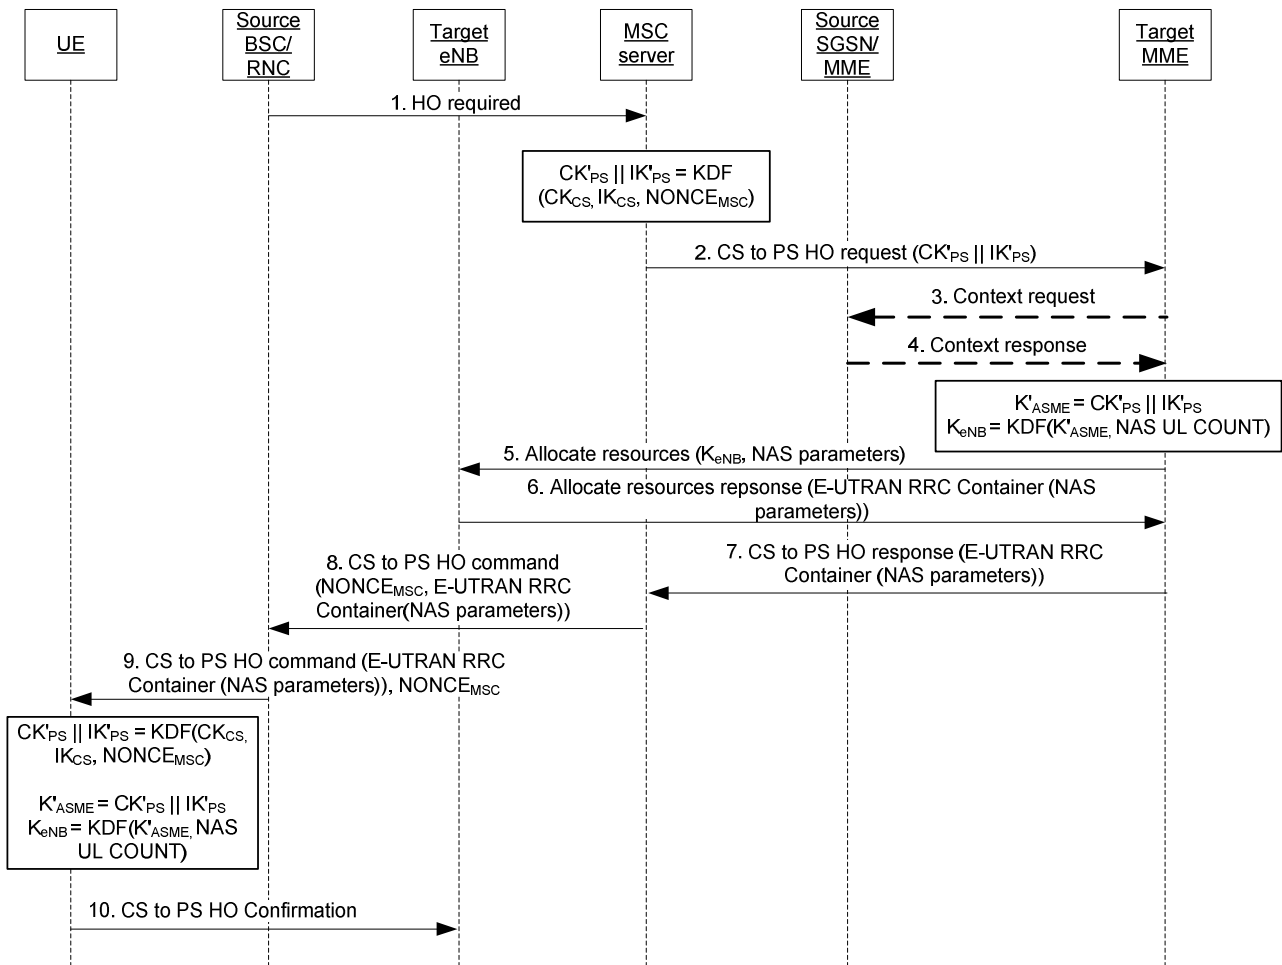 UE
Source
BSC/
RNC
Target
eNB
MSC
server
Source
SGSN/
MME
Target
MME
1. HO required
CK'PS || IK'PS = KDF
(CKCS, IKCS, NONCEMSC)
2. CS to PS HO request (CK'PS || IK'PS)
3. Context request
4. Context response
K'ASME = CK'PS || IK'PS
KeNB = KDF(K'ASME, NAS UL COUNT)
5. Allocate resources (KeNB, NAS parameters)
6. Allocate resources repsonse (E-UTRAN RRC Container (NAS
parameters))
7. CS to PS HO response (E-UTRAN RRC
Container (NAS parameters))
8. CS to PS HO command
(NONCEMSC, E-UTRAN RRC
Container(NAS parameters))
9. CS to PS HO command (E-UTRAN RRC
Container (NAS parameters)), NONCEMSC
CK'PS || IK'PS = KDF(CKCS,
IKCS, NONCEMSC)
K'ASME = CK'PS || IK'PS
KeNB = KDF(K'ASME, NAS
UL COUNT)
10. CS to PS HO Confirmation